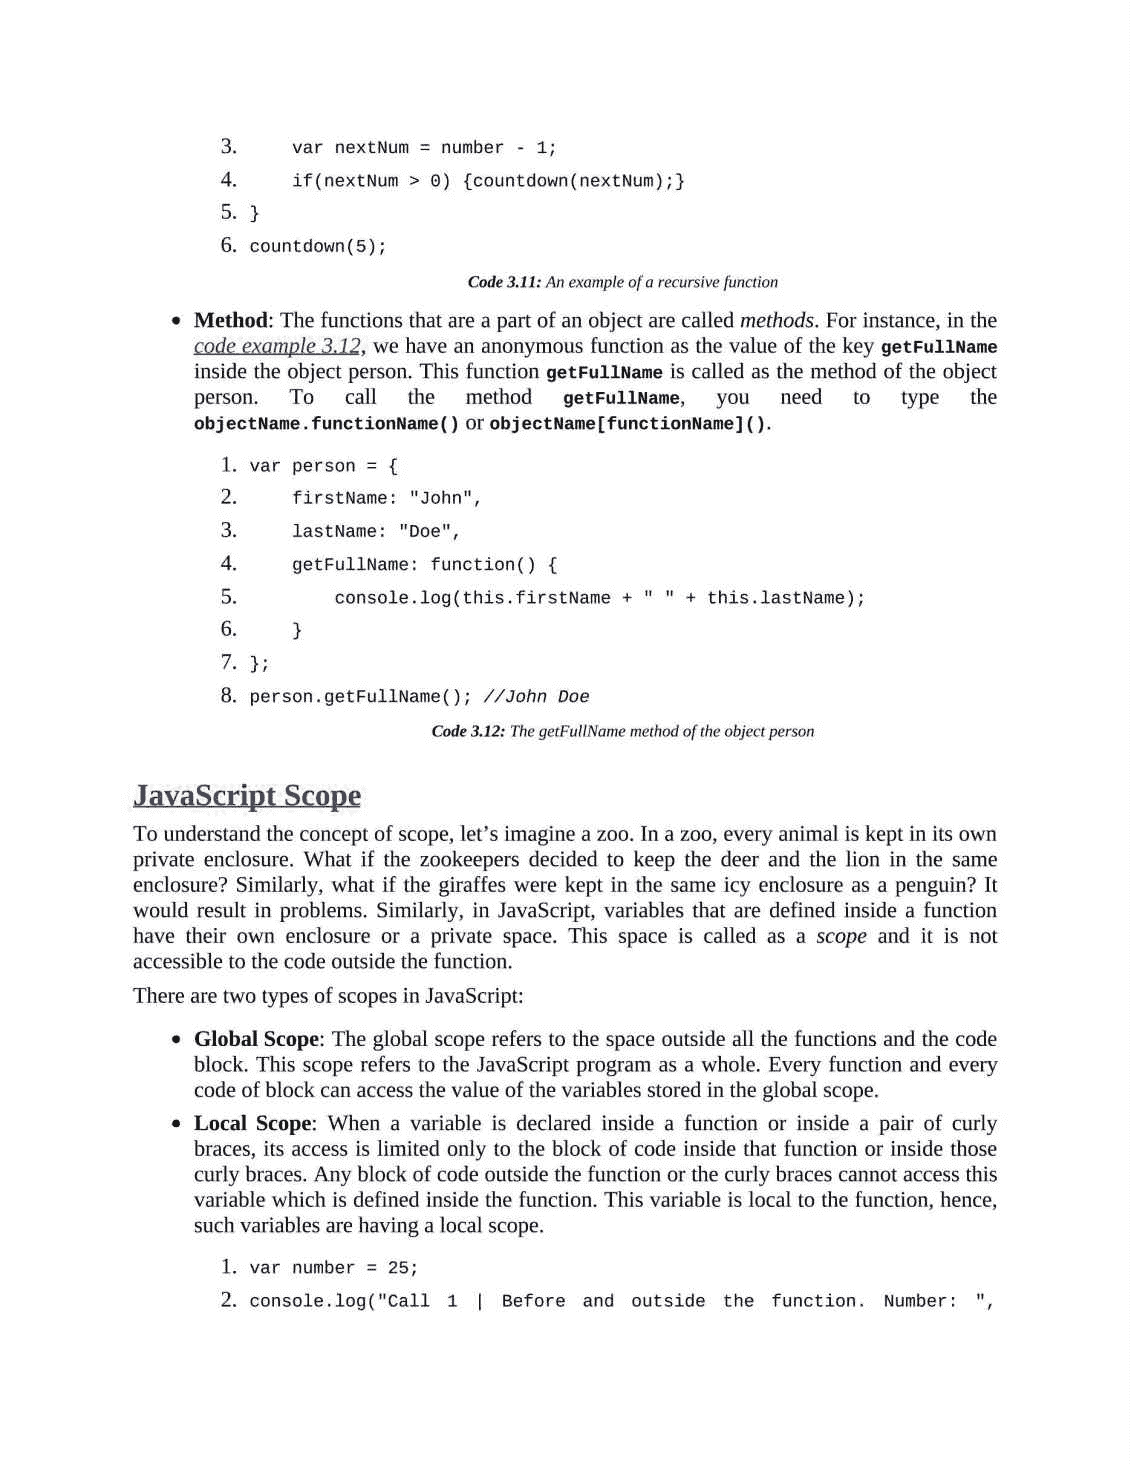 3. var nextNum = number - 1;
4. if(nextNum > 0) {countdown(nextNum);}
5. }
6. countdown(5);
Code 3.11: An example of a recursive function
• Method: The functions that are a part of an object are called methods. For instance, in the
code example 3.12, we have an anonymous function as the value of the key getFullName
inside the object person. This function getFullName is called as the method of the object
person. To call the method getFullName, you need to type the
objectName.functionName() or objectName[functionName]().
1. var person = {
2. firstName: "John",
3. lastName: "Doe",
4. getFullName: function() {
5. console.log(this.firstName + " " + this.lastName);
6. }
7. };
8. person.getFullName(); //John Doe
Code 3.12: The getFullName method of the object person
JavaScript Scope
To understand the concept of scope, let’s imagine a zoo. In a zoo, every animal is kept in its own
private enclosure. What if the zookeepers decided to keep the deer and the lion in the same
enclosure? Similarly, what if the giraffes were kept in the same icy enclosure as a penguin? It
would result in problems. Similarly, in JavaScript, variables that are defined inside a function
have their own enclosure or a private space. This space is called as a scope and it is not
accessible to the code outside the function.
There are two types of scopes in JavaScript:
• Global Scope: The global scope refers to the space outside all the functions and the code
block. This scope refers to the JavaScript program as a whole. Every function and every
code of block can access the value of the variables stored in the global scope.
• Local Scope: When a variable is declared inside a function or inside a pair of curly
braces, its access is limited only to the block of code inside that function or inside those
curly braces. Any block of code outside the function or the curly braces cannot access this
variable which is defined inside the function. This variable is local to the function, hence,
such variables are having a local scope.
1. var number = 25;
2. console.log("Call 1 | Before and outside the function. Number: ",